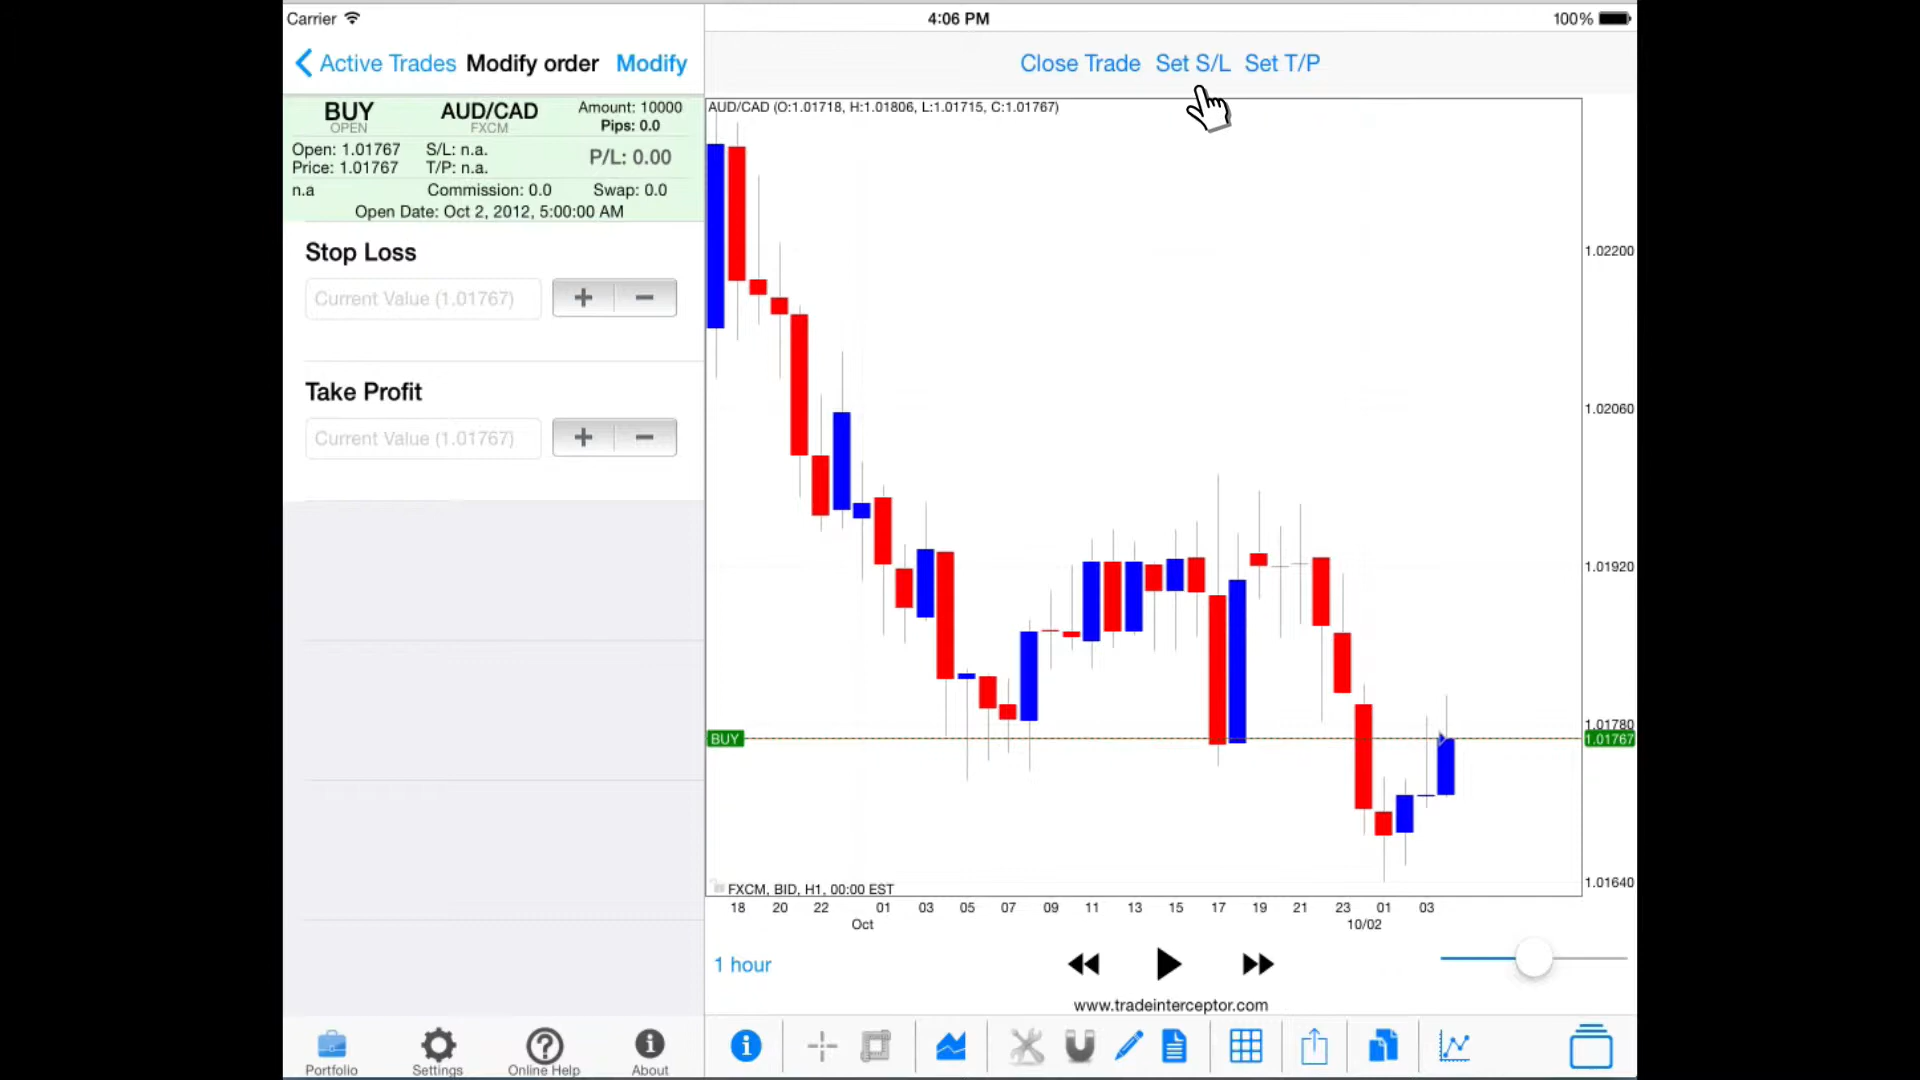 Carrier
4:06 PM
100%
Active Trades
Modify order
Modify
Close Trade
Set S/L
Set T/P
BUY
OPEN
AUD/CAD
FXCM
Amount: 10000
Pips: 0.0
Open: 1.01767
Price: 1.01767
S/L: n.a.
T/P: n.a.
P/L: 0.00
n.a
Commission: 0.0
Swap: 0.0
Open Date: Oct 2, 2012, 5:00:00 AM
Stop Loss
Current Value (1.01767)
+ −
Take Profit
Current Value (1.01767)
+ −
AUD/CAD (O:1.01718, H:1.01806, L:1.01715, C:1.01767)
1.02200
1.02060
1.01920
1.01780
BUY
1.01767
1.01640
FXCM, BID, H1, 00:00 EST
18 20 22 01 03 05 07 09 11 13 15 17 19 21 23 01 03
Oct 10/02
1 hour
www.tradeinterceptor.com
Portfolio
Settings
Online Help
About